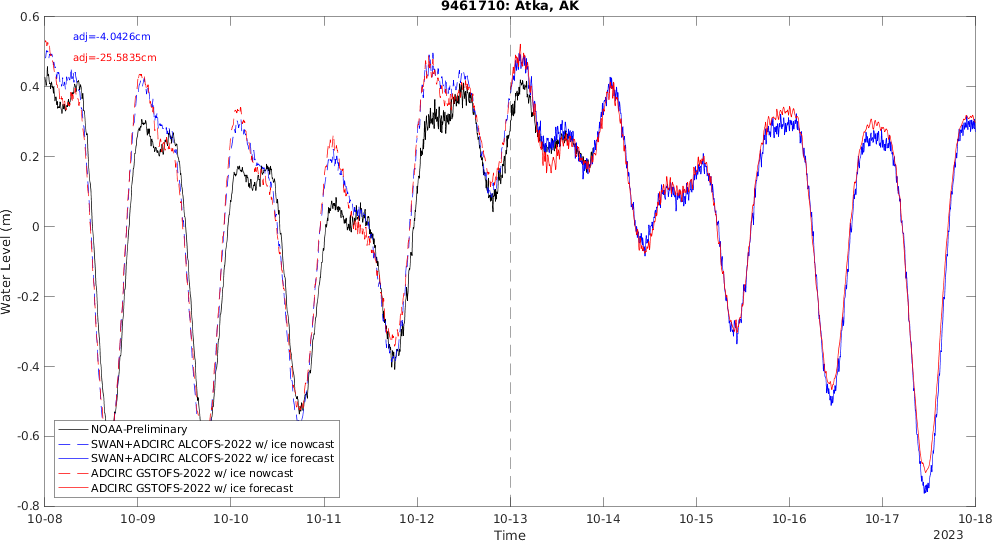 9461710: Atka, AK
adj=-4.0426cm
adj=-25.5835cm
0.6
0.4
0.2
0
-0.2
-0.4
-0.6
-0.8
Water Level (m)
NOAA-Preliminary
SWAN+ADCIRC ALCOFS-2022 w/ ice nowcast
SWAN+ADCIRC ALCOFS-2022 w/ ice forecast
ADCIRC GSTOFS-2022 w/ ice nowcast
ADCIRC GSTOFS-2022 w/ ice forecast
10-08 10-09 10-10 10-11 10-12 10-13 10-14 10-15 10-16 10-17 10-18
Time
2023